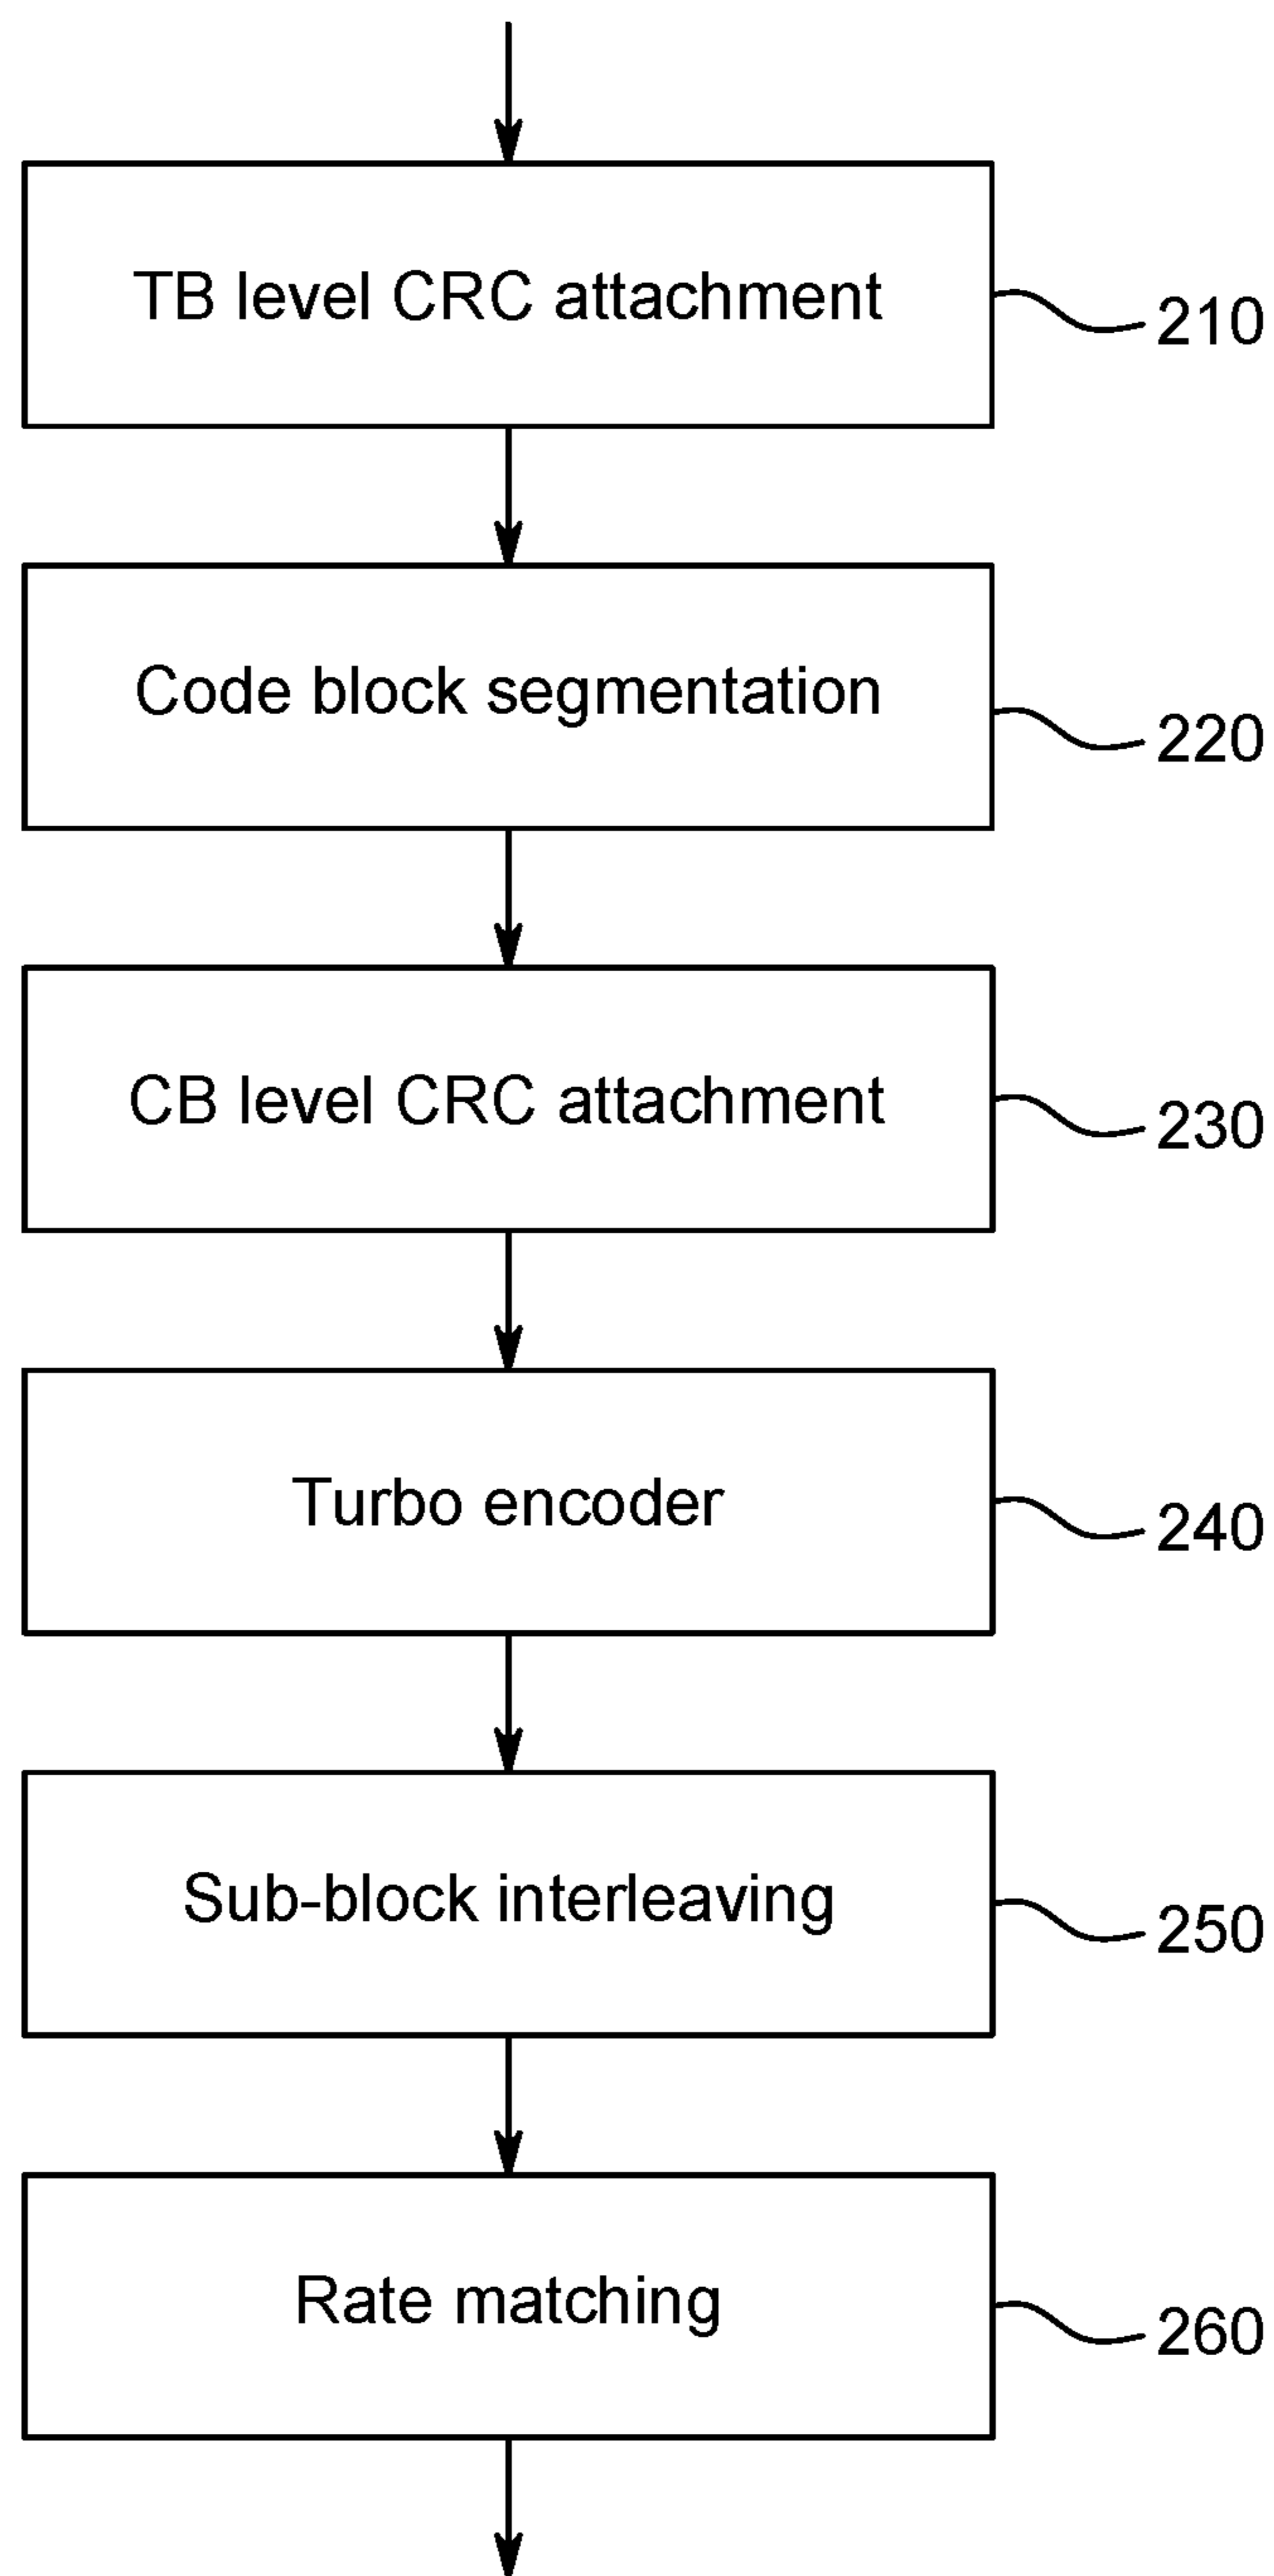 TB level CRC attachment
210
Code block segmentation
220
CB level CRC attachment
230
Turbo encoder
240
Sub-block interleaving
250
Rate matching
260